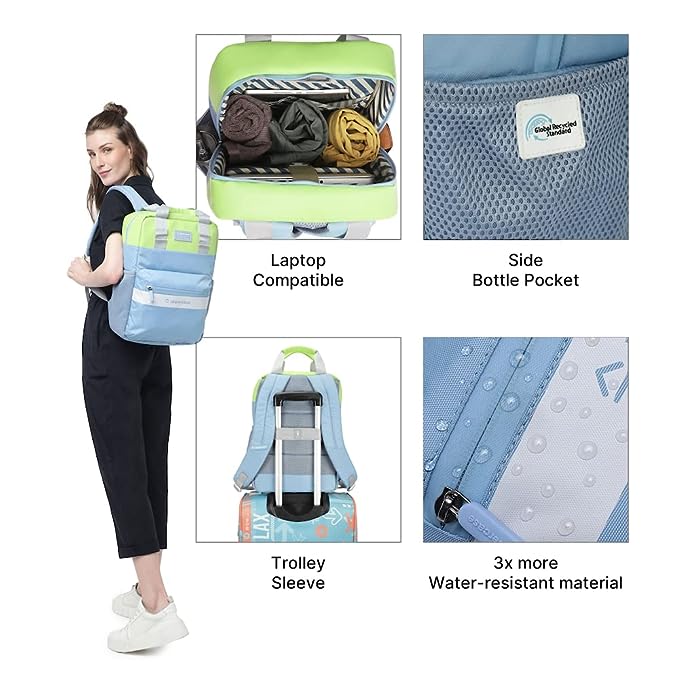 Laptop
Compatible
Global Recycled
Standard
Side
Bottle Pocket
LAX
Trolley
Sleeve
3x more
Water-resistant material